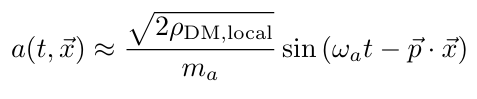 $a(t, \vec{x}) \approx \frac{\sqrt{2\rho_{\mathrm{DM,local}}}}{m_a} \sin\left(\omega_a t - \vec{p} \cdot \vec{x}\right)$